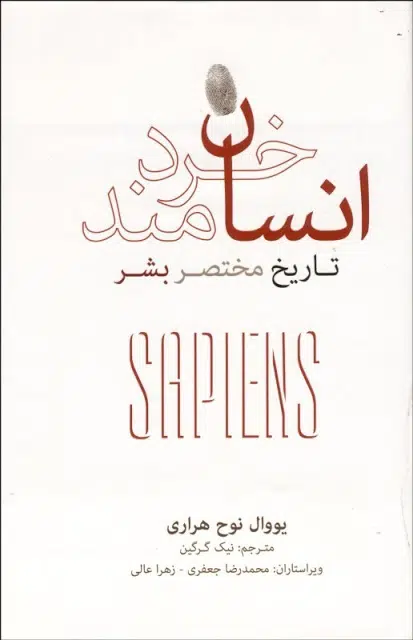 انسان خردمند
تاریخ مختصر بشر
SAPIENS
یووال نوح هراری
مترجم: نیک گرگین
ویراستاران: محمدرضا جعفری - زهرا عالی